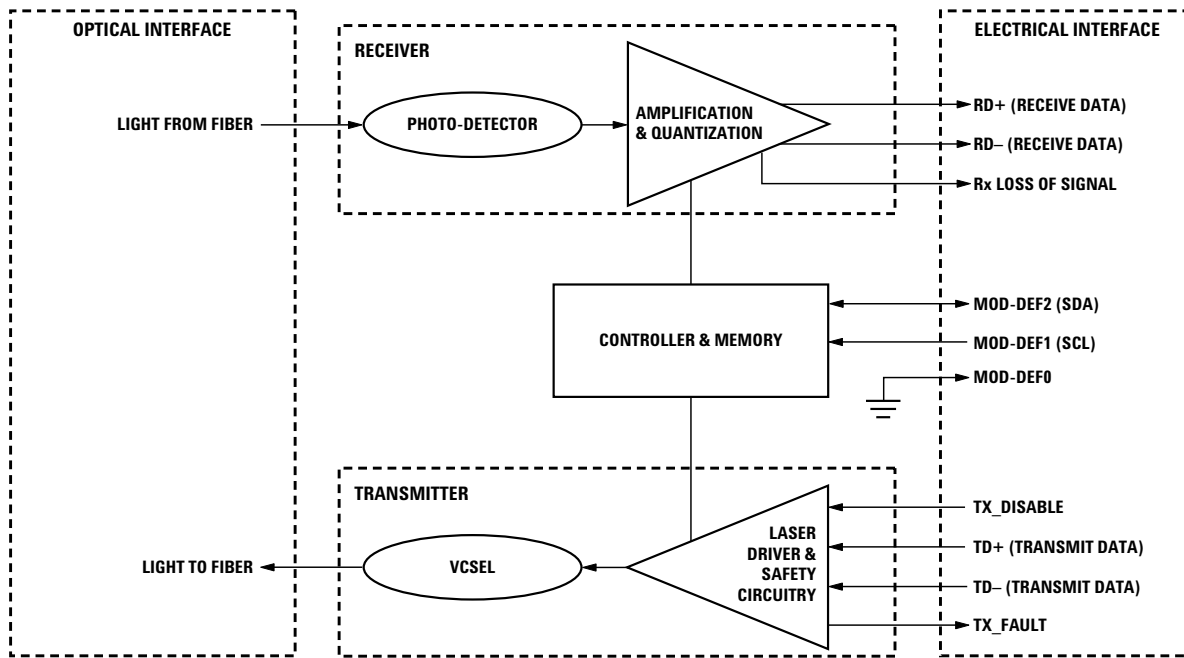 OPTICAL INTERFACE
LIGHT FROM FIBER
LIGHT TO FIBER
RECEIVER
PHOTO-DETECTOR
AMPLIFICATION
& QUANTIZATION
CONTROLLER & MEMORY
TRANSMITTER
VCSEL
LASER
DRIVER &
SAFETY
CIRCUITRY
ELECTRICAL INTERFACE
RD+ (RECEIVE DATA)
RD– (RECEIVE DATA)
Rx LOSS OF SIGNAL
MOD-DEF2 (SDA)
MOD-DEF1 (SCL)
MOD-DEF0
TX_DISABLE
TD+ (TRANSMIT DATA)
TD– (TRANSMIT DATA)
TX_FAULT